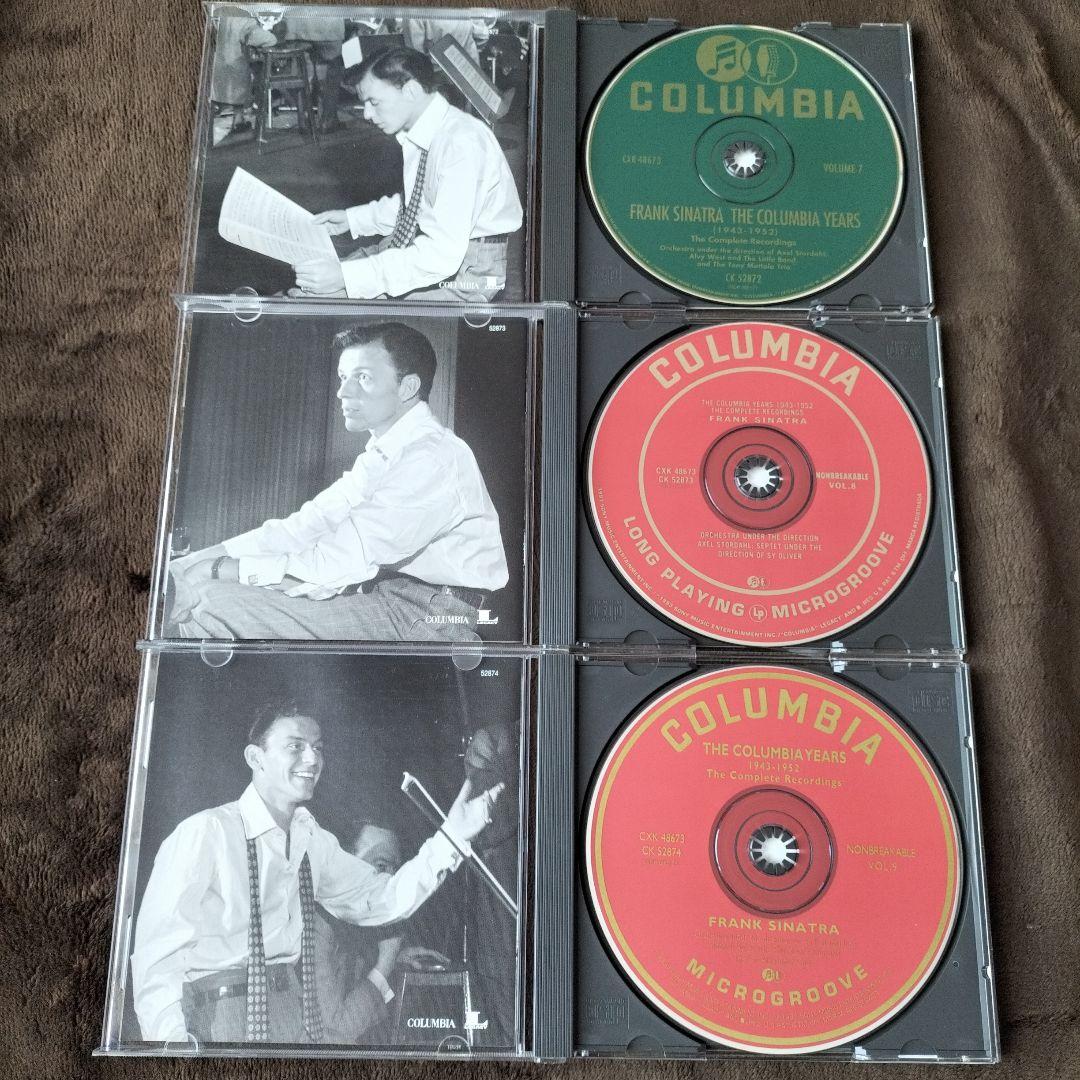 COLUMBIA
COLUMBIA
CXK 48673
VOLUME 7
FRANK SINATRA THE COLUMBIA YEARS
(1943-1952)
The Complete Recordings
Orchestra under the direction of Axel Stordahl,
Alvy West and The Little Band
and The Tony Mottola Trio
CK 52872
52873
COLUMBIA
COLUMBIA
THE COLUMBIA YEARS 1943-1952
THE COMPLETE RECORDINGS
FRANK SINATRA
CXK 48673
CK 52873
NONBREAKABLE
VOL.8
ORCHESTRA UNDER THE DIRECTION
AXEL STORDAHL; SEPTET UNDER THE
DIRECTION OF SY OLIVER
LONG PLAYING LP MICROGROOVE
52874
COLUMBIA
COLUMBIA
THE COLUMBIA YEARS
1943-1952
The Complete Recordings
CXK 48673
CK 52874
NONBREAKABLE
VOL.9
FRANK SINATRA
MICROGROOVE